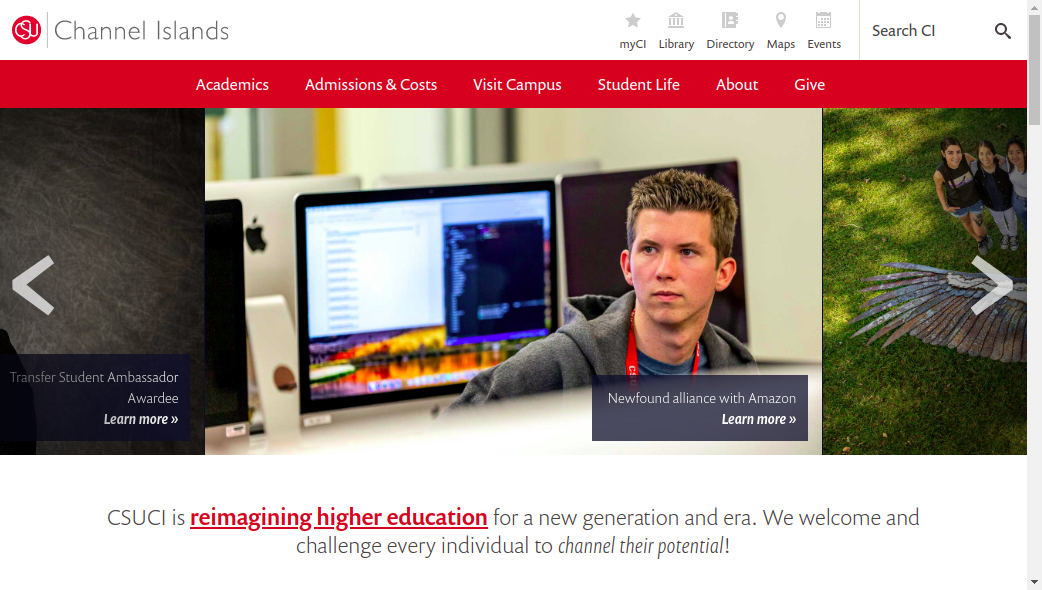 CSU Channel Islands
myCI Library Directory Maps Events
Search CI
Academics Admissions & Costs Visit Campus Student Life About Give
Transfer Student Ambassador
Awardee
Learn more »
Newfound alliance with Amazon
Learn more »
CSUCI is reimagining higher education for a new generation and era. We welcome and
challenge every individual to channel their potential!